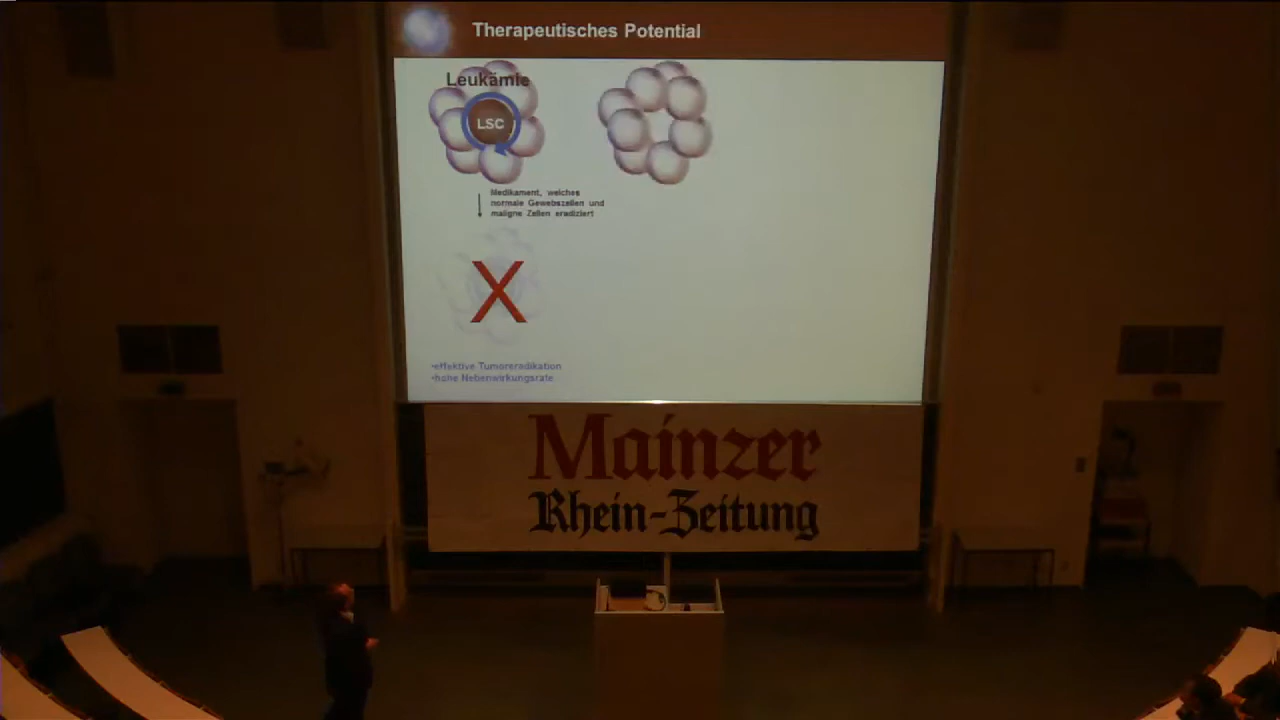 Therapeutisches Potential
Leukämie
LSC
Medikament, welches
normale Gewebszellen und
maligne Zellen eradiziert
X
•effektive Tumoreradikation
•hohe Nebenwirkungsrate
Mainzer
Rhein-Zeitung